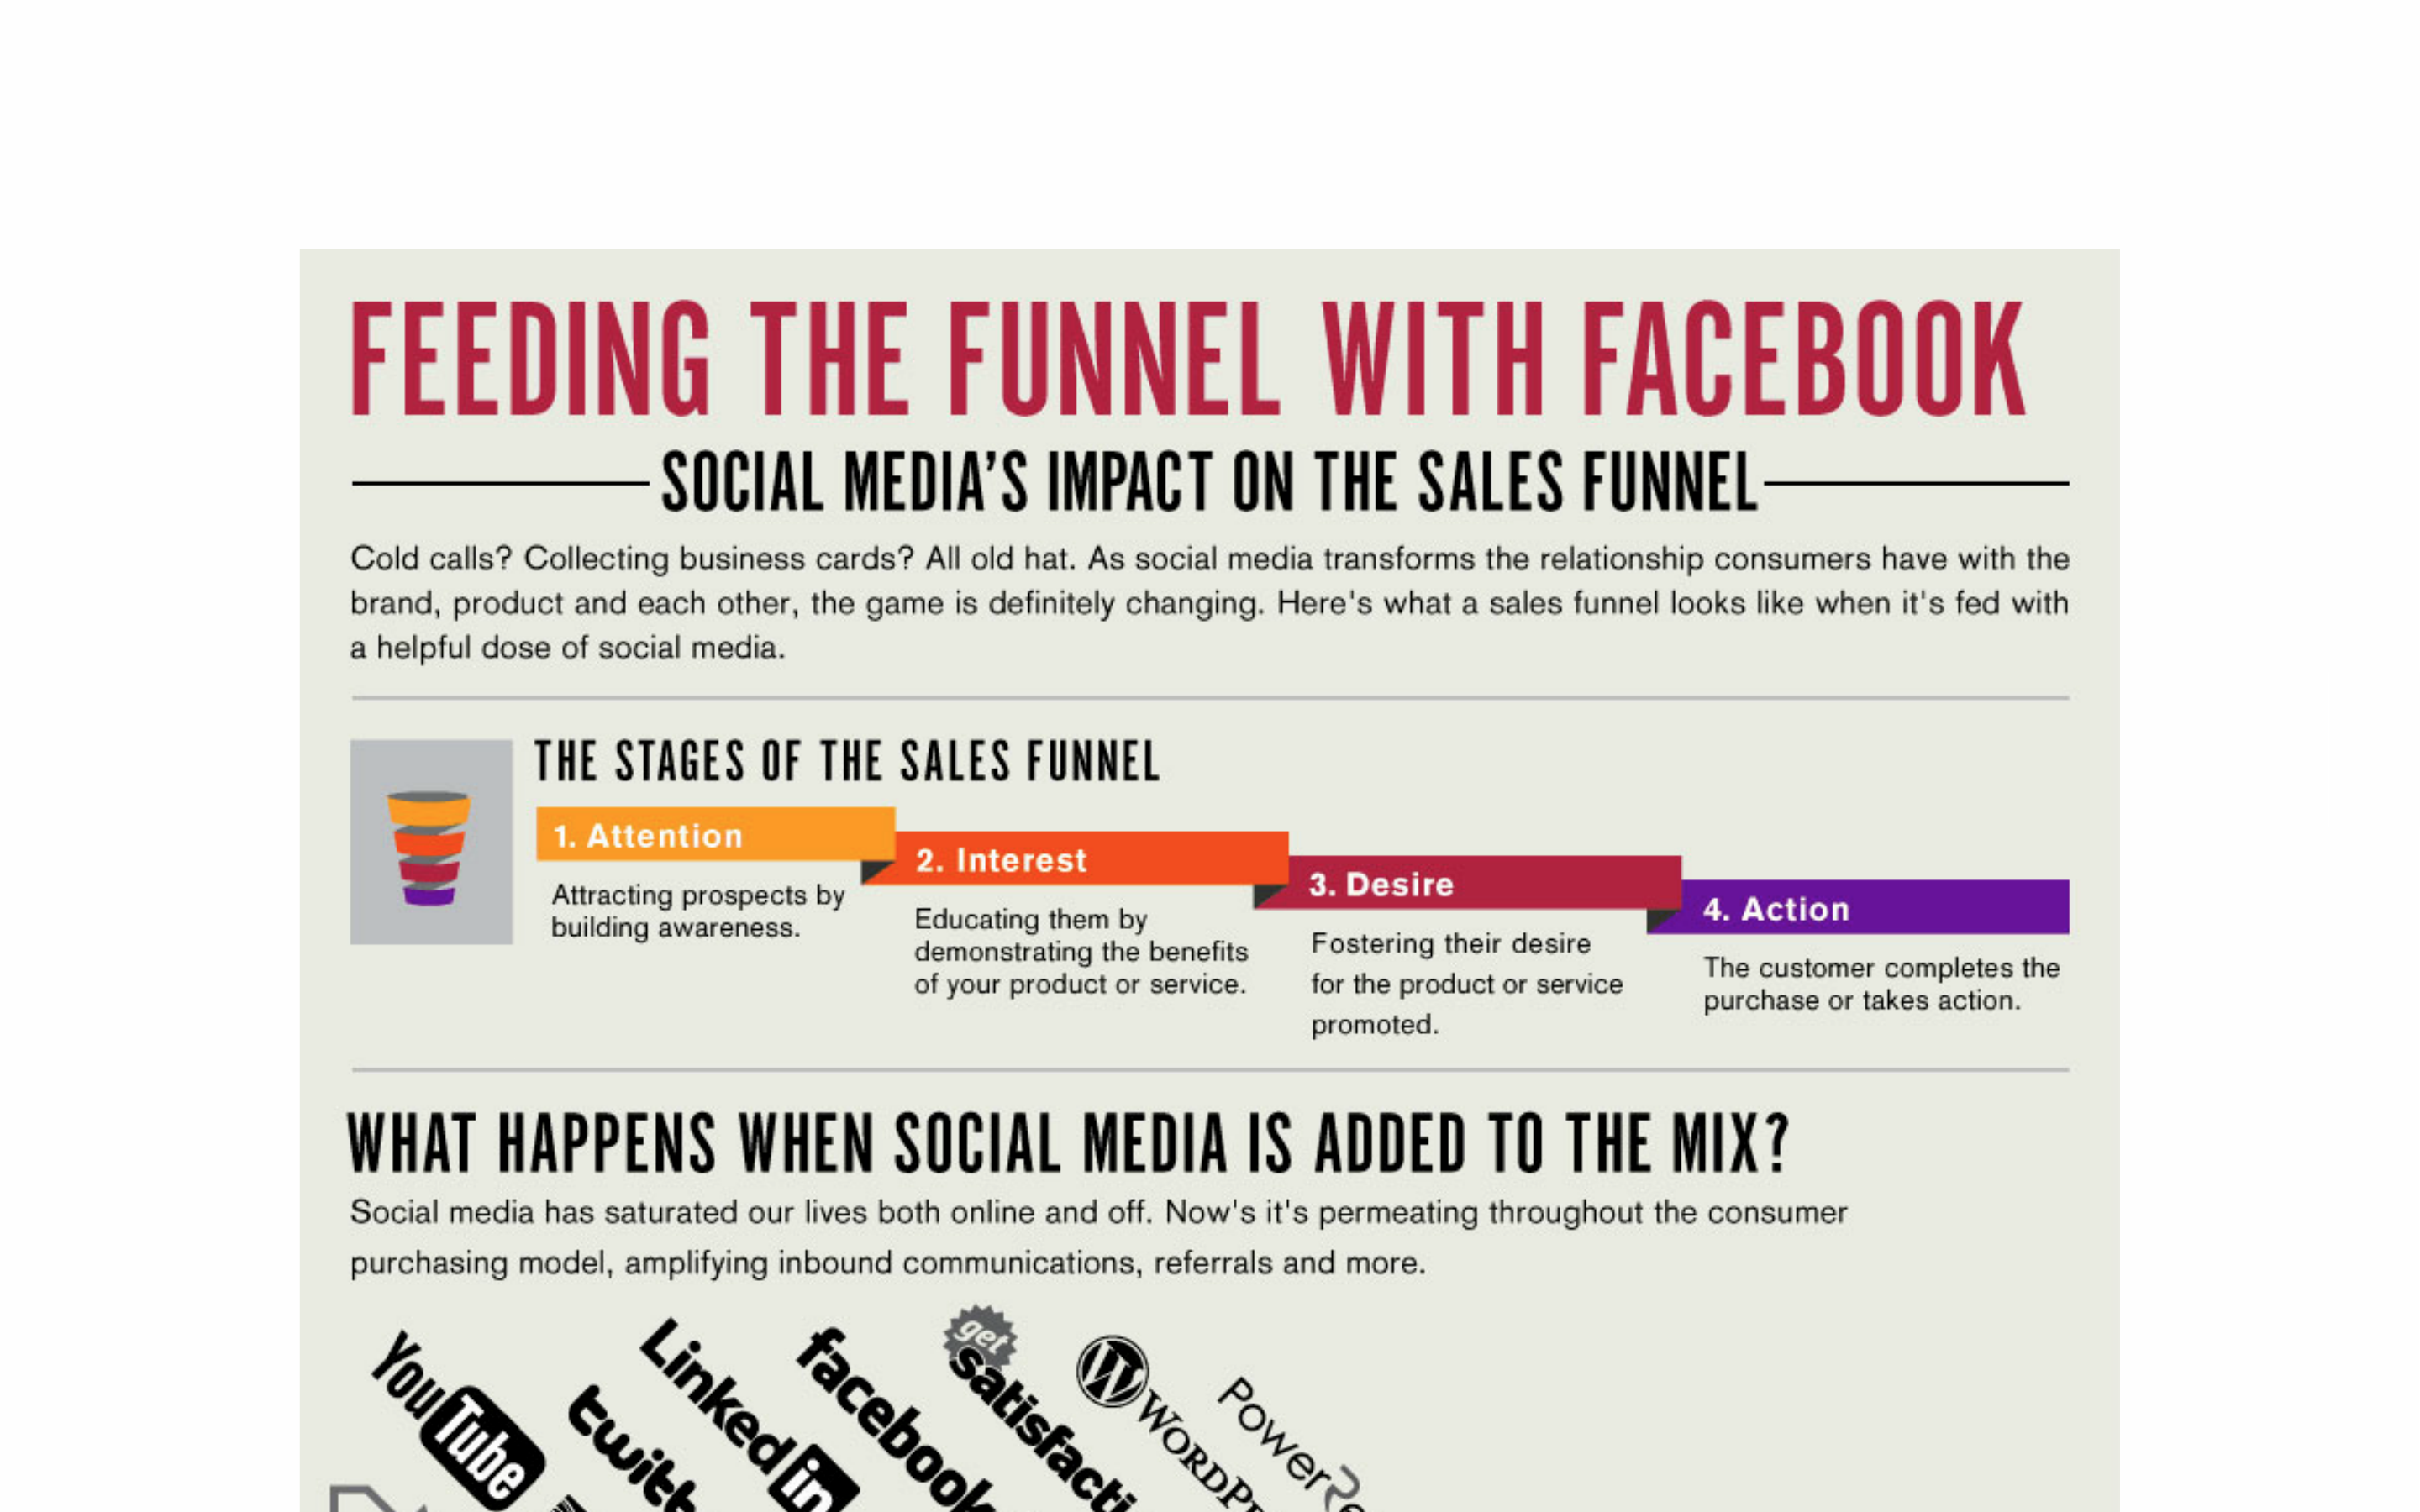 FEEDING THE FUNNEL WITH FACEBOOK
SOCIAL MEDIA'S IMPACT ON THE SALES FUNNEL
Cold calls? Collecting business cards? All old hat. As social media transforms the relationship consumers have with the
brand, product and each other, the game is definitely changing. Here's what a sales funnel looks like when it's fed with
a helpful dose of social media.
THE STAGES OF THE SALES FUNNEL
1. Attention
Attracting prospects by
building awareness.
2. Interest
Educating them by
demonstrating the benefits
of your product or service.
3. Desire
Fostering their desire
for the product or service
promoted.
4. Action
The customer completes the
purchase or takes action.
WHAT HAPPENS WHEN SOCIAL MEDIA IS ADDED TO THE MIX?
Social media has saturated our lives both online and off. Now's it's permeating throughout the consumer
purchasing model, amplifying inbound communications, referrals and more.
YouTube
Linked in
facebook
get